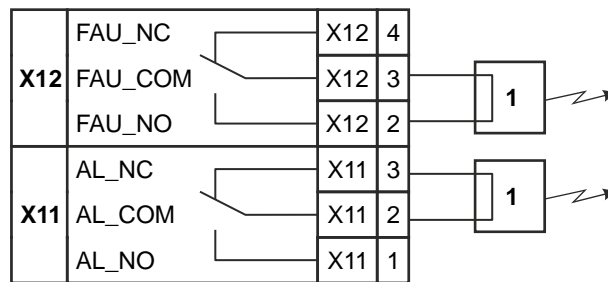 FAU_NC X12 4
X12 FAU_COM X12 3
1
FAU_NO X12 2
AL_NC X11 3
1
X11 AL_COM X11 2
AL_NO X11 1